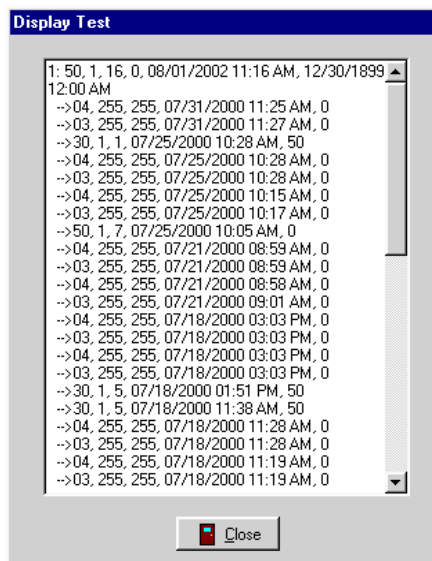 Display Test
1: 50, 1, 16, 0, 08/01/2002 11:16 AM, 12/30/1899
12:00 AM
-->04, 255, 255, 07/31/2000 11:25 AM, 0
-->03, 255, 255, 07/31/2000 11:27 AM, 0
-->30, 1, 1, 07/25/2000 10:28 AM, 50
-->04, 255, 255, 07/25/2000 10:28 AM, 0
-->03, 255, 255, 07/25/2000 10:28 AM, 0
-->04, 255, 255, 07/25/2000 10:15 AM, 0
-->03, 255, 255, 07/25/2000 10:17 AM, 0
-->50, 1, 7, 07/25/2000 10:05 AM, 0
-->04, 255, 255, 07/21/2000 08:59 AM, 0
-->03, 255, 255, 07/21/2000 08:59 AM, 0
-->04, 255, 255, 07/21/2000 08:58 AM, 0
-->03, 255, 255, 07/21/2000 09:01 AM, 0
-->04, 255, 255, 07/18/2000 03:03 PM, 0
-->03, 255, 255, 07/18/2000 03:03 PM, 0
-->04, 255, 255, 07/18/2000 03:03 PM, 0
-->03, 255, 255, 07/18/2000 03:03 PM, 0
-->30, 1, 5, 07/18/2000 01:51 PM, 50
-->30, 1, 5, 07/18/2000 11:38 AM, 50
-->04, 255, 255, 07/18/2000 11:28 AM, 0
-->03, 255, 255, 07/18/2000 11:28 AM, 0
-->04, 255, 255, 07/18/2000 11:19 AM, 0
-->03, 255, 255, 07/18/2000 11:19 AM, 0
Close